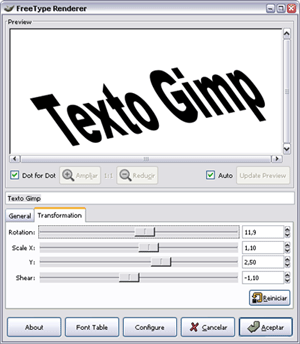 FreeType Renderer
Preview
Texto Gimp
Dot for Dot
Ampliar
1:1
Reducir
Auto
Update Preview
Texto Gimp
General
Transformation
Rotation:
11,9
Scale X:
1,10
Y:
2,50
Shear:
-1,10
Reiniciar
About
Font Table
Configure
Cancelar
Aceptar